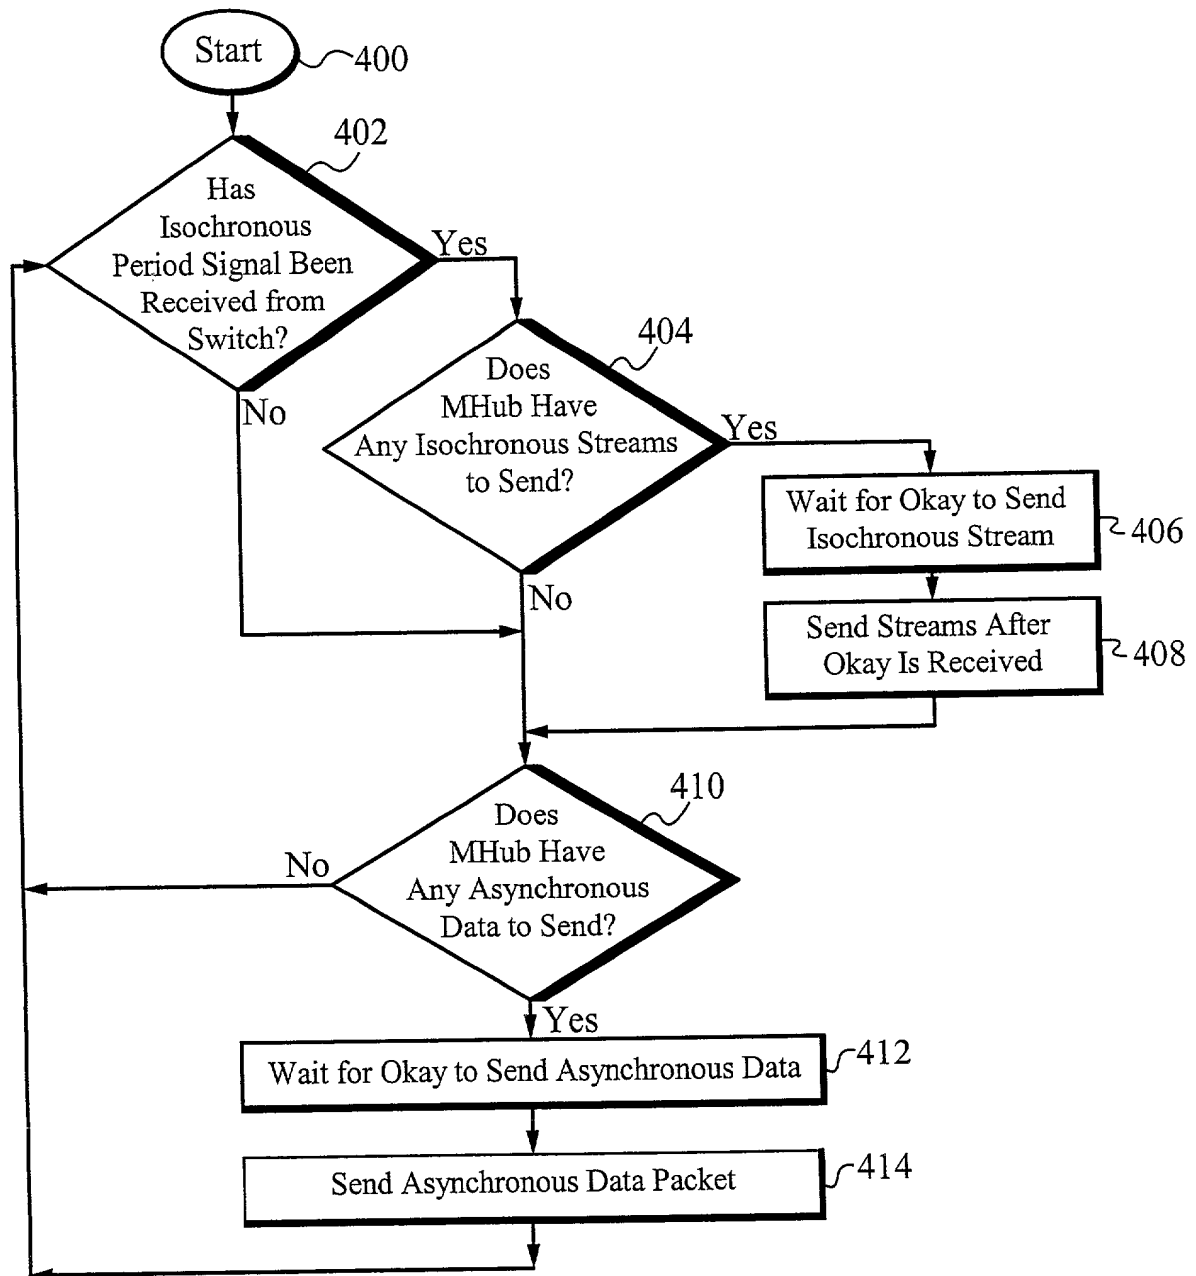 Start
400
402
Has
Isochronous
Period Signal Been
Received from
Switch?
Yes
No
404
Does
MHub Have
Any Isochronous Streams
to Send?
Yes
No
Wait for Okay to Send
Isochronous Stream
406
Send Streams After
Okay Is Received
408
410
Does
MHub Have
Any Asynchronous
Data to Send?
No
Yes
Wait for Okay to Send Asynchronous Data
412
Send Asynchronous Data Packet
414